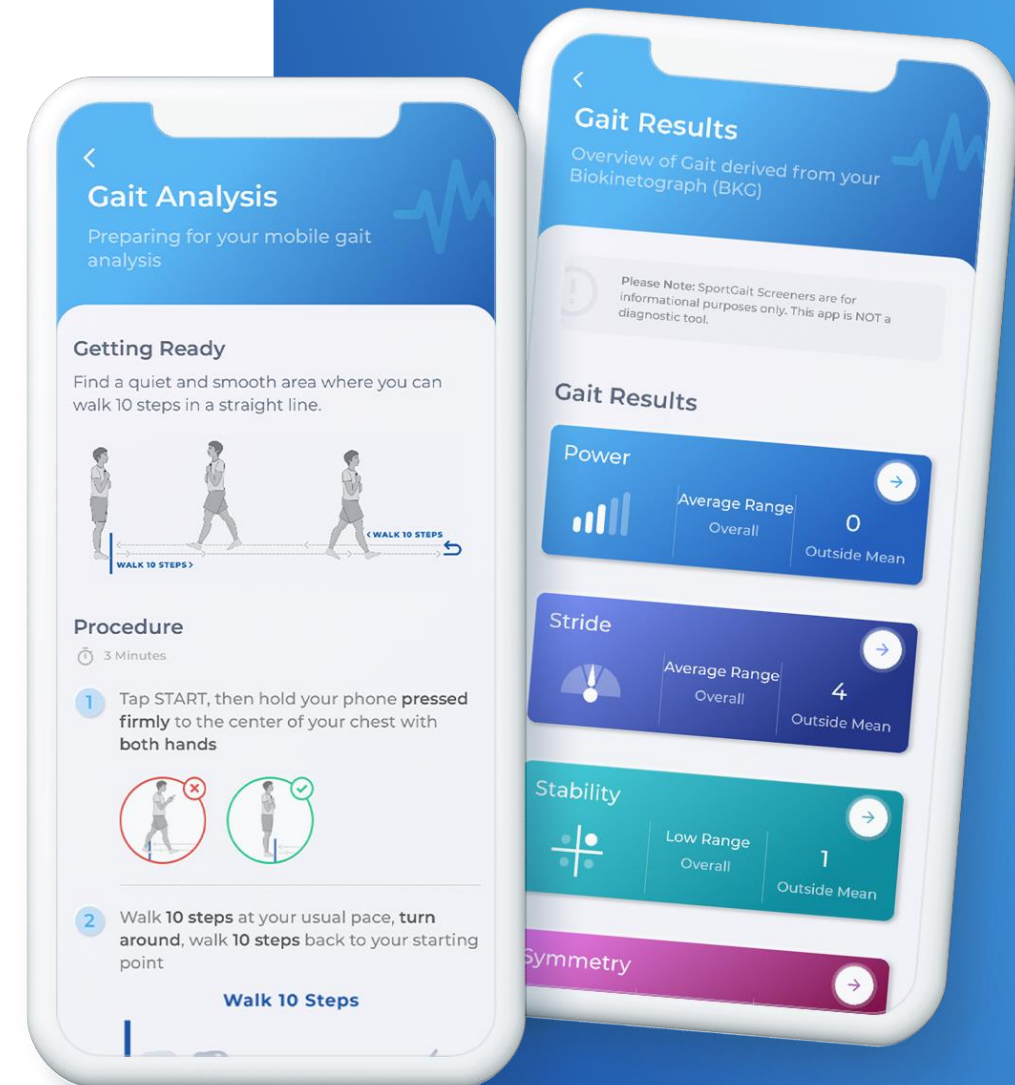 Gait Analysis
Preparing for your mobile gait
analysis
Getting Ready
Find a quiet and smooth area where you can
walk 10 steps in a straight line.
< WALK 10 STEPS
WALK 10 STEPS >
Procedure
3 Minutes
1 Tap START, then hold your phone pressed
firmly to the center of your chest with
both hands
2 Walk 10 steps at your usual pace, turn
around, walk 10 steps back to your starting
point
Walk 10 Steps
Gait Results
Overview of Gait derived from your
Biokinetograph (BKG)
Please Note: SportGait Screeners are for
informational purposes only. This app is NOT a
diagnostic tool.
Gait Results
Power
Average Range
Overall
0
Outside Mean
Stride
Average Range
Overall
4
Outside Mean
Stability
Low Range
Overall
1
Outside Mean
Symmetry